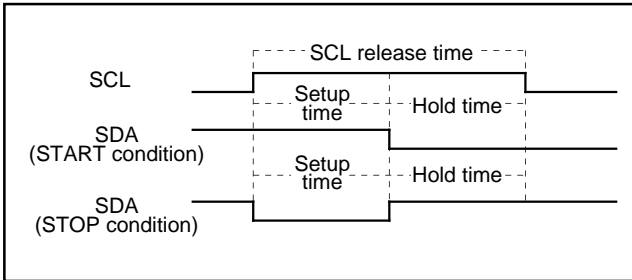 SCL release time
SCL
Setup
time
Hold time
SDA
(START condition)
Setup
time
Hold time
SDA
(STOP condition)